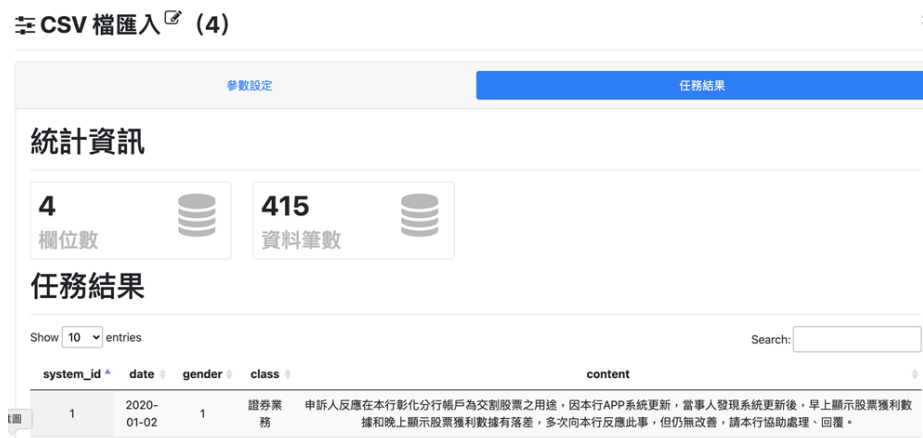 CSV 檔匯入 （4）
參數設定 任務結果
統計資訊
4 415
欄位數 資料筆數
任務結果
Show 10 entries Search:
system_id date gender class content
1 2020-01-02 1 證券業務 申訴人反應在本行彰化分行帳戶為交割股票之用途，因本行APP系統更新，當事人發現系統更新後，早上顯示股票獲利數
據和晚上顯示股票獲利數據有落差，多次向本行反應此事，但仍無改善，請本行協助處理、回覆。